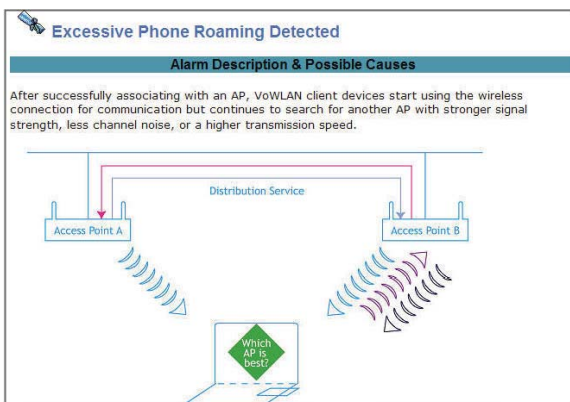 Excessive Phone Roaming Detected
Alarm Description & Possible Causes
After successfully associating with an AP, VoWLAN client devices start using the wireless
connection for communication but continues to search for another AP with stronger signal
strength, less channel noise, or a higher transmission speed.
Distribution Service
Access Point A
Access Point B
Which
AP is
best?